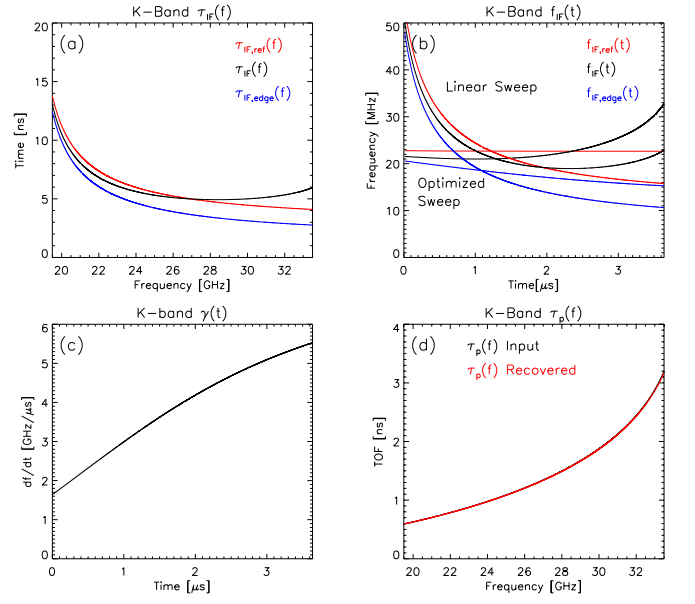 K-Band τIF(f)
(a)
τIF,ref(f)
τIF(f)
τIF,edge(f)
20
15
10
5
0
Time [ns]
20 22 24 26 28 30 32
Frequency [GHz]
K-Band fIF(t)
(b)
fIF,ref(t)
Linear Sweep
fIF(t)
fIF,edge(t)
Optimized
Sweep
50
40
30
20
10
0
Frequency [MHz]
0 1 2 3
Time[μs]
K-band γ(t)
(c)
6
5
4
3
2
1
0
df/dt [GHz/μs]
0 1 2 3
Time [μs]
K-Band τp(f)
(d)
τp(f) Input
τp(f) Recovered
4
3
2
1
0
TOF [ns]
20 22 24 26 28 30 32
Frequency [GHz]